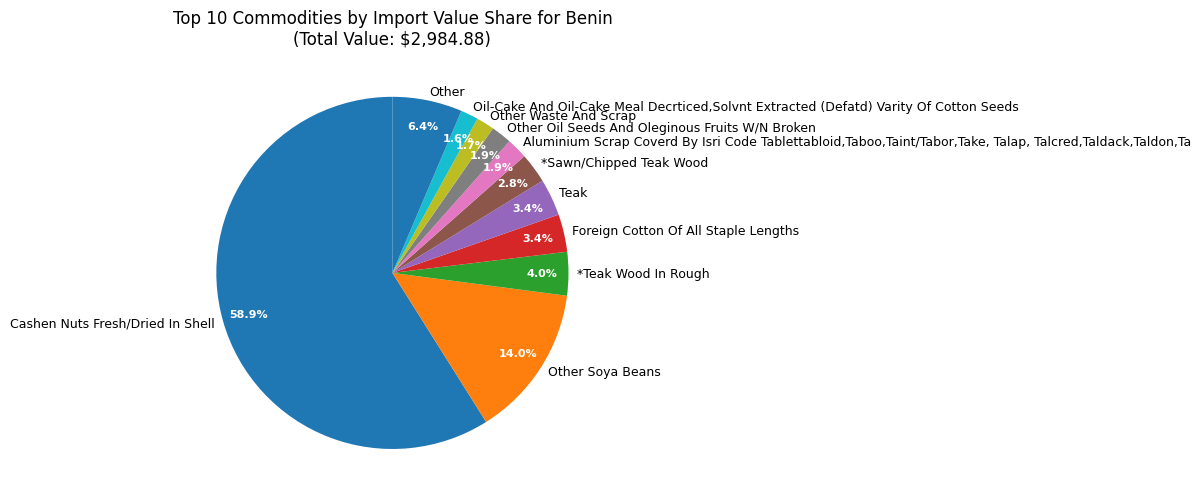 Top 10 Commodities by Import Value Share for Benin
(Total Value: $2,984.88)
Other
Oil-Cake And Oil-Cake Meal Decrticed,Solvnt Extracted (Defatd) Varity Of Cotton Seeds
Other Waste And Scrap
Other Oil Seeds And Oleginous Fruits W/N Broken
Aluminium Scrap Coverd By Isri Code Tablettabloid,Taboo,Taint/Tabor,Take, Talap, Talcred,Taldack,Taldon,Ta
*Sawn/Chipped Teak Wood
Teak
Foreign Cotton Of All Staple Lengths
*Teak Wood In Rough
Other Soya Beans
Cashen Nuts Fresh/Dried In Shell
6.4%
1.6%
1.7%
1.9%
1.9%
2.8%
3.4%
3.4%
4.0%
14.0%
58.9%